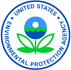 UNITED STATES
ENVIRONMENTAL PROTECTION AGENCY